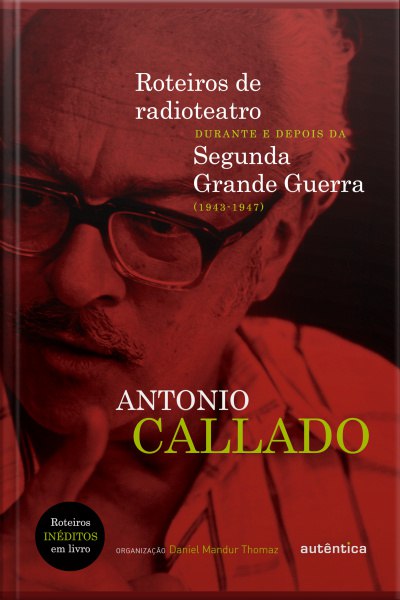 Roteiros de
radioteatro
DURANTE E DEPOIS DA
Segunda
Grande Guerra
(1943-1947)
ANTONIO
CALLADO
Roteiros
INÉDITOS
em livro
ORGANIZAÇÃO Daniel Mandur Thomaz
autêntica